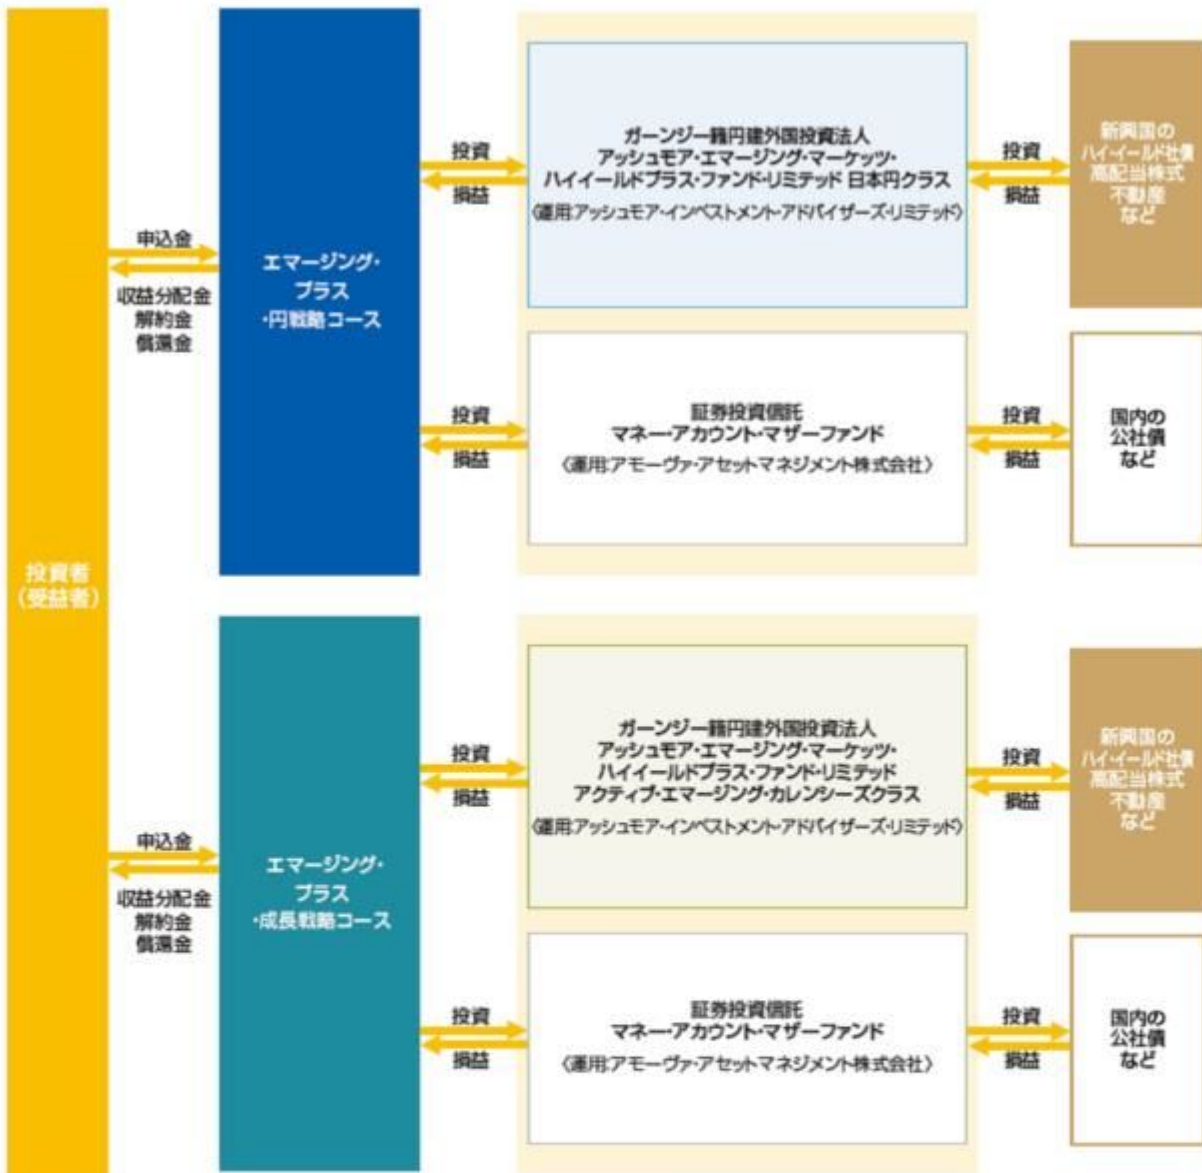 投資者
（受益者）
申込金
収益分配金
解約金
償還金
エマージング・
プラス
・円戦略コース
投資
損益
ガーンジー籍円建外国投資法人
アッシュモア・エマージング・マーケッツ・
ハイイールドプラス・ファンド・リミテッド 日本円クラス
〈運用:アッシュモア・インベストメント・アドバイザーズ・リミテッド〉
投資
損益
新興国の
ハイ・イールド社債
高配当株式
不動産
など
投資
損益
証券投資信託
マネー・アカウント・マザーファンド
〈運用:アモーヴァ・アセットマネジメント株式会社〉
投資
損益
国内の
公社債
など
申込金
収益分配金
解約金
償還金
エマージング・
プラス
・成長戦略コース
投資
損益
ガーンジー籍円建外国投資法人
アッシュモア・エマージング・マーケッツ・
ハイイールドプラス・ファンド・リミテッド
アクティブ・エマージング・カレンシーズクラス
〈運用:アッシュモア・インベストメント・アドバイザーズ・リミテッド〉
投資
損益
新興国の
ハイ・イールド社債
高配当株式
不動産
など
投資
損益
証券投資信託
マネー・アカウント・マザーファンド
〈運用:アモーヴァ・アセットマネジメント株式会社〉
投資
損益
国内の
公社債
など